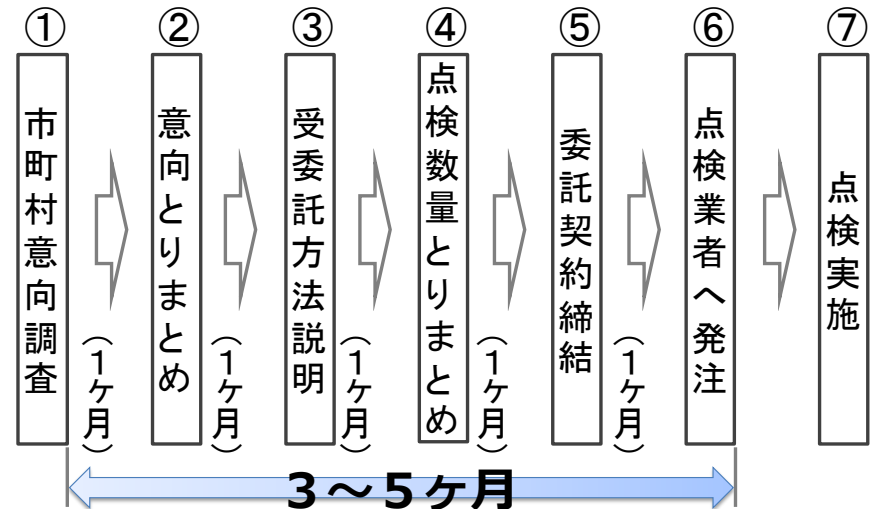 ①
市町村意向調査
（１ヶ月）
②
意向とりまとめ
（１ヶ月）
③
受委託方法説明
（１ヶ月）
④
点検数量とりまとめ
（１ヶ月）
⑤
委託契約締結
（１ヶ月）
⑥
点検業者へ発注
⑦
点検実施
３～５ヶ月